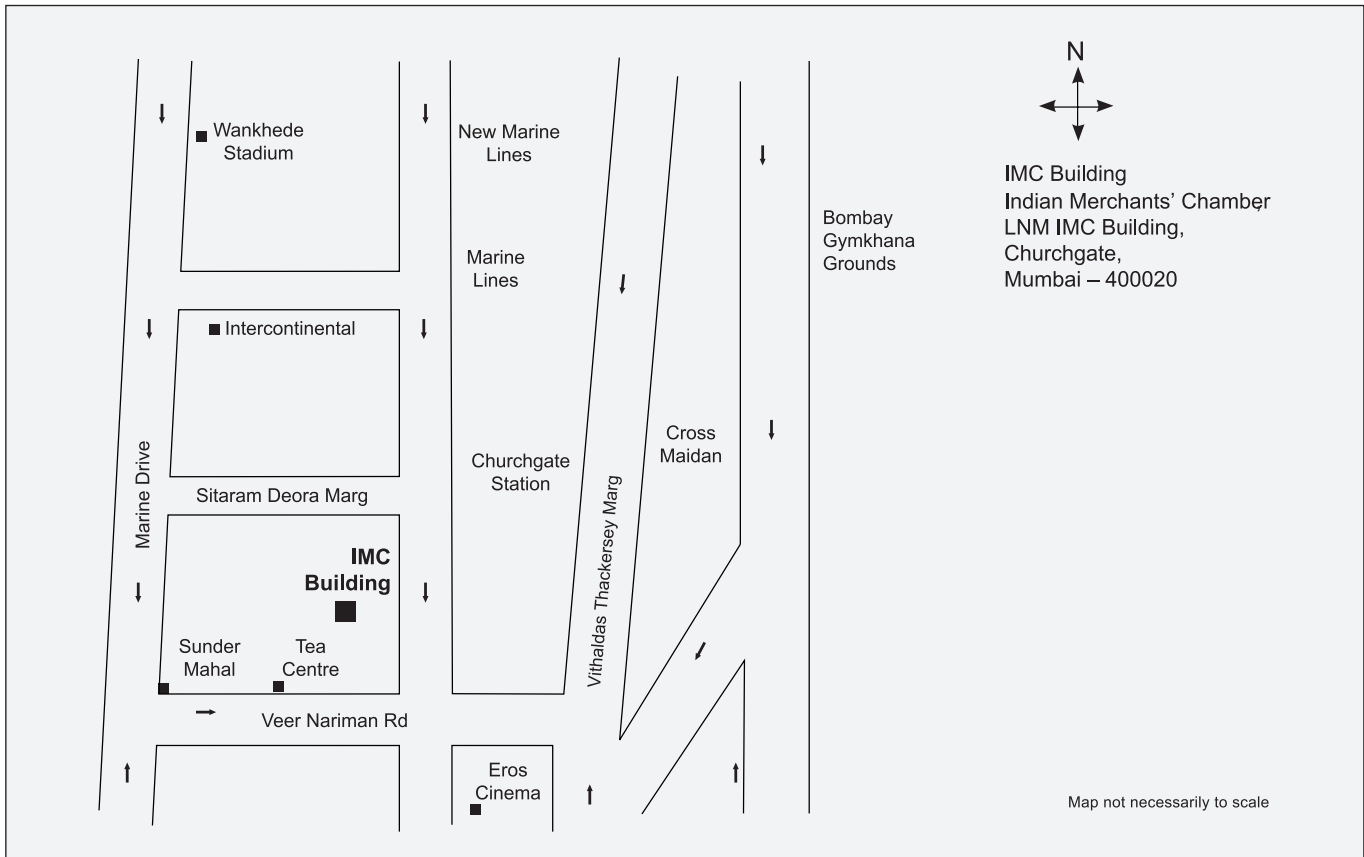 N
Wankhede
Stadium
New Marine
Lines
IMC Building
Indian Merchants' Chamber,
LNM IMC Building,
Churchgate,
Mumbai – 400020
Bombay
Gymkhana
Grounds
Marine
Lines
Intercontinental
Marine Drive
Sitaram Deora Marg
Churchgate
Station
Vithaldas Thackersey Marg
Cross
Maidan
IMC
Building
Sunder
Mahal
Tea
Centre
Veer Nariman Rd
Eros
Cinema
Map not necessarily to scale